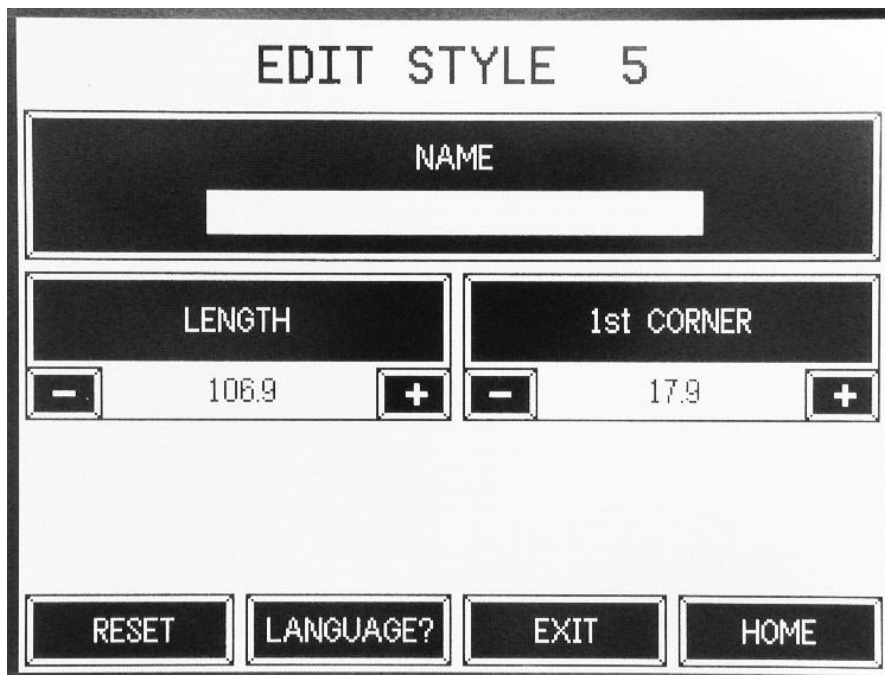 EDIT STYLE 5
NAME
LENGTH 1st CORNER
- 106.9 + - 17.9 +
RESET LANGUAGE? EXIT HOME